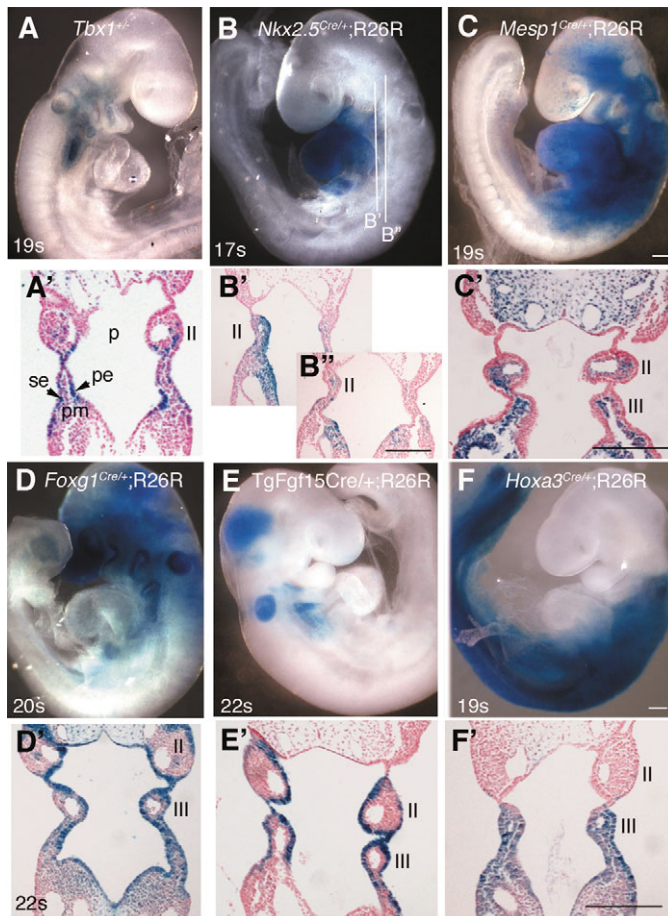 A
Tbx1+/-
19s
B
Nkx2.5Cre/+;R26R
B'
B''
17s
C
Mesp1Cre/+;R26R
19s
A'
p
II
se
pe
pm
B'
II
B''
II
C'
II
III
D
Foxg1Cre/+;R26R
20s
E
TgFgf15Cre/+;R26R
22s
F
Hoxa3Cre/+;R26R
19s
D'
II
III
22s
E'
II
III
F'
II
III